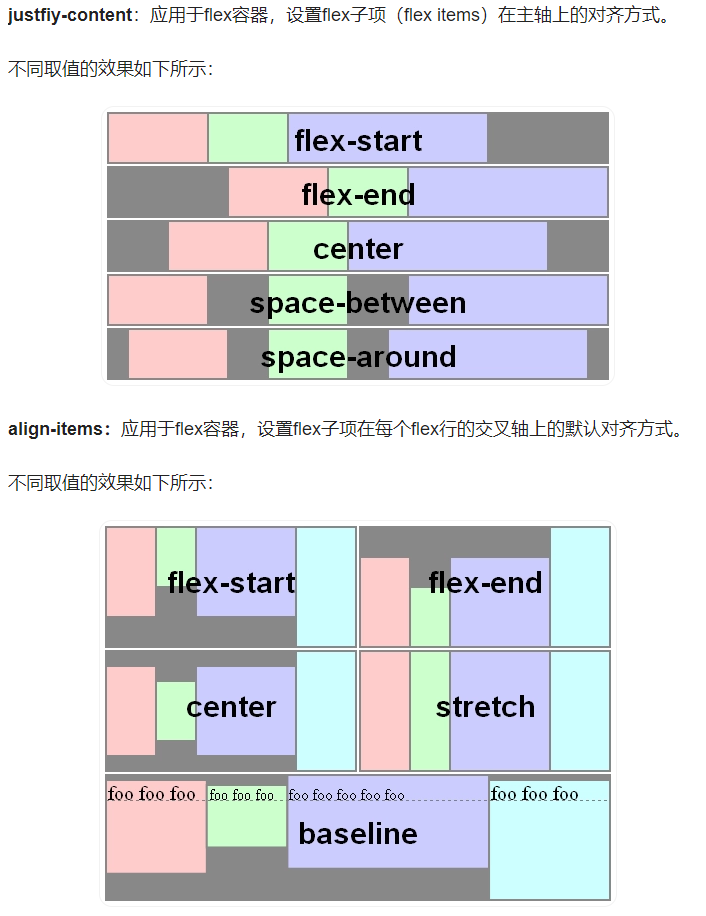 justfiy-content：应用于flex容器，设置flex子项（flex items）在主轴上的对齐方式。
不同取值的效果如下所示：
flex-start
flex-end
center
space-between
space-around
align-items：应用于flex容器，设置flex子项在每个flex行的交叉轴上的默认对齐方式。
不同取值的效果如下所示：
flex-start
flex-end
center
stretch
foo foo foo
foo foo foo
foo foo foo foo foo
foo foo foo
baseline